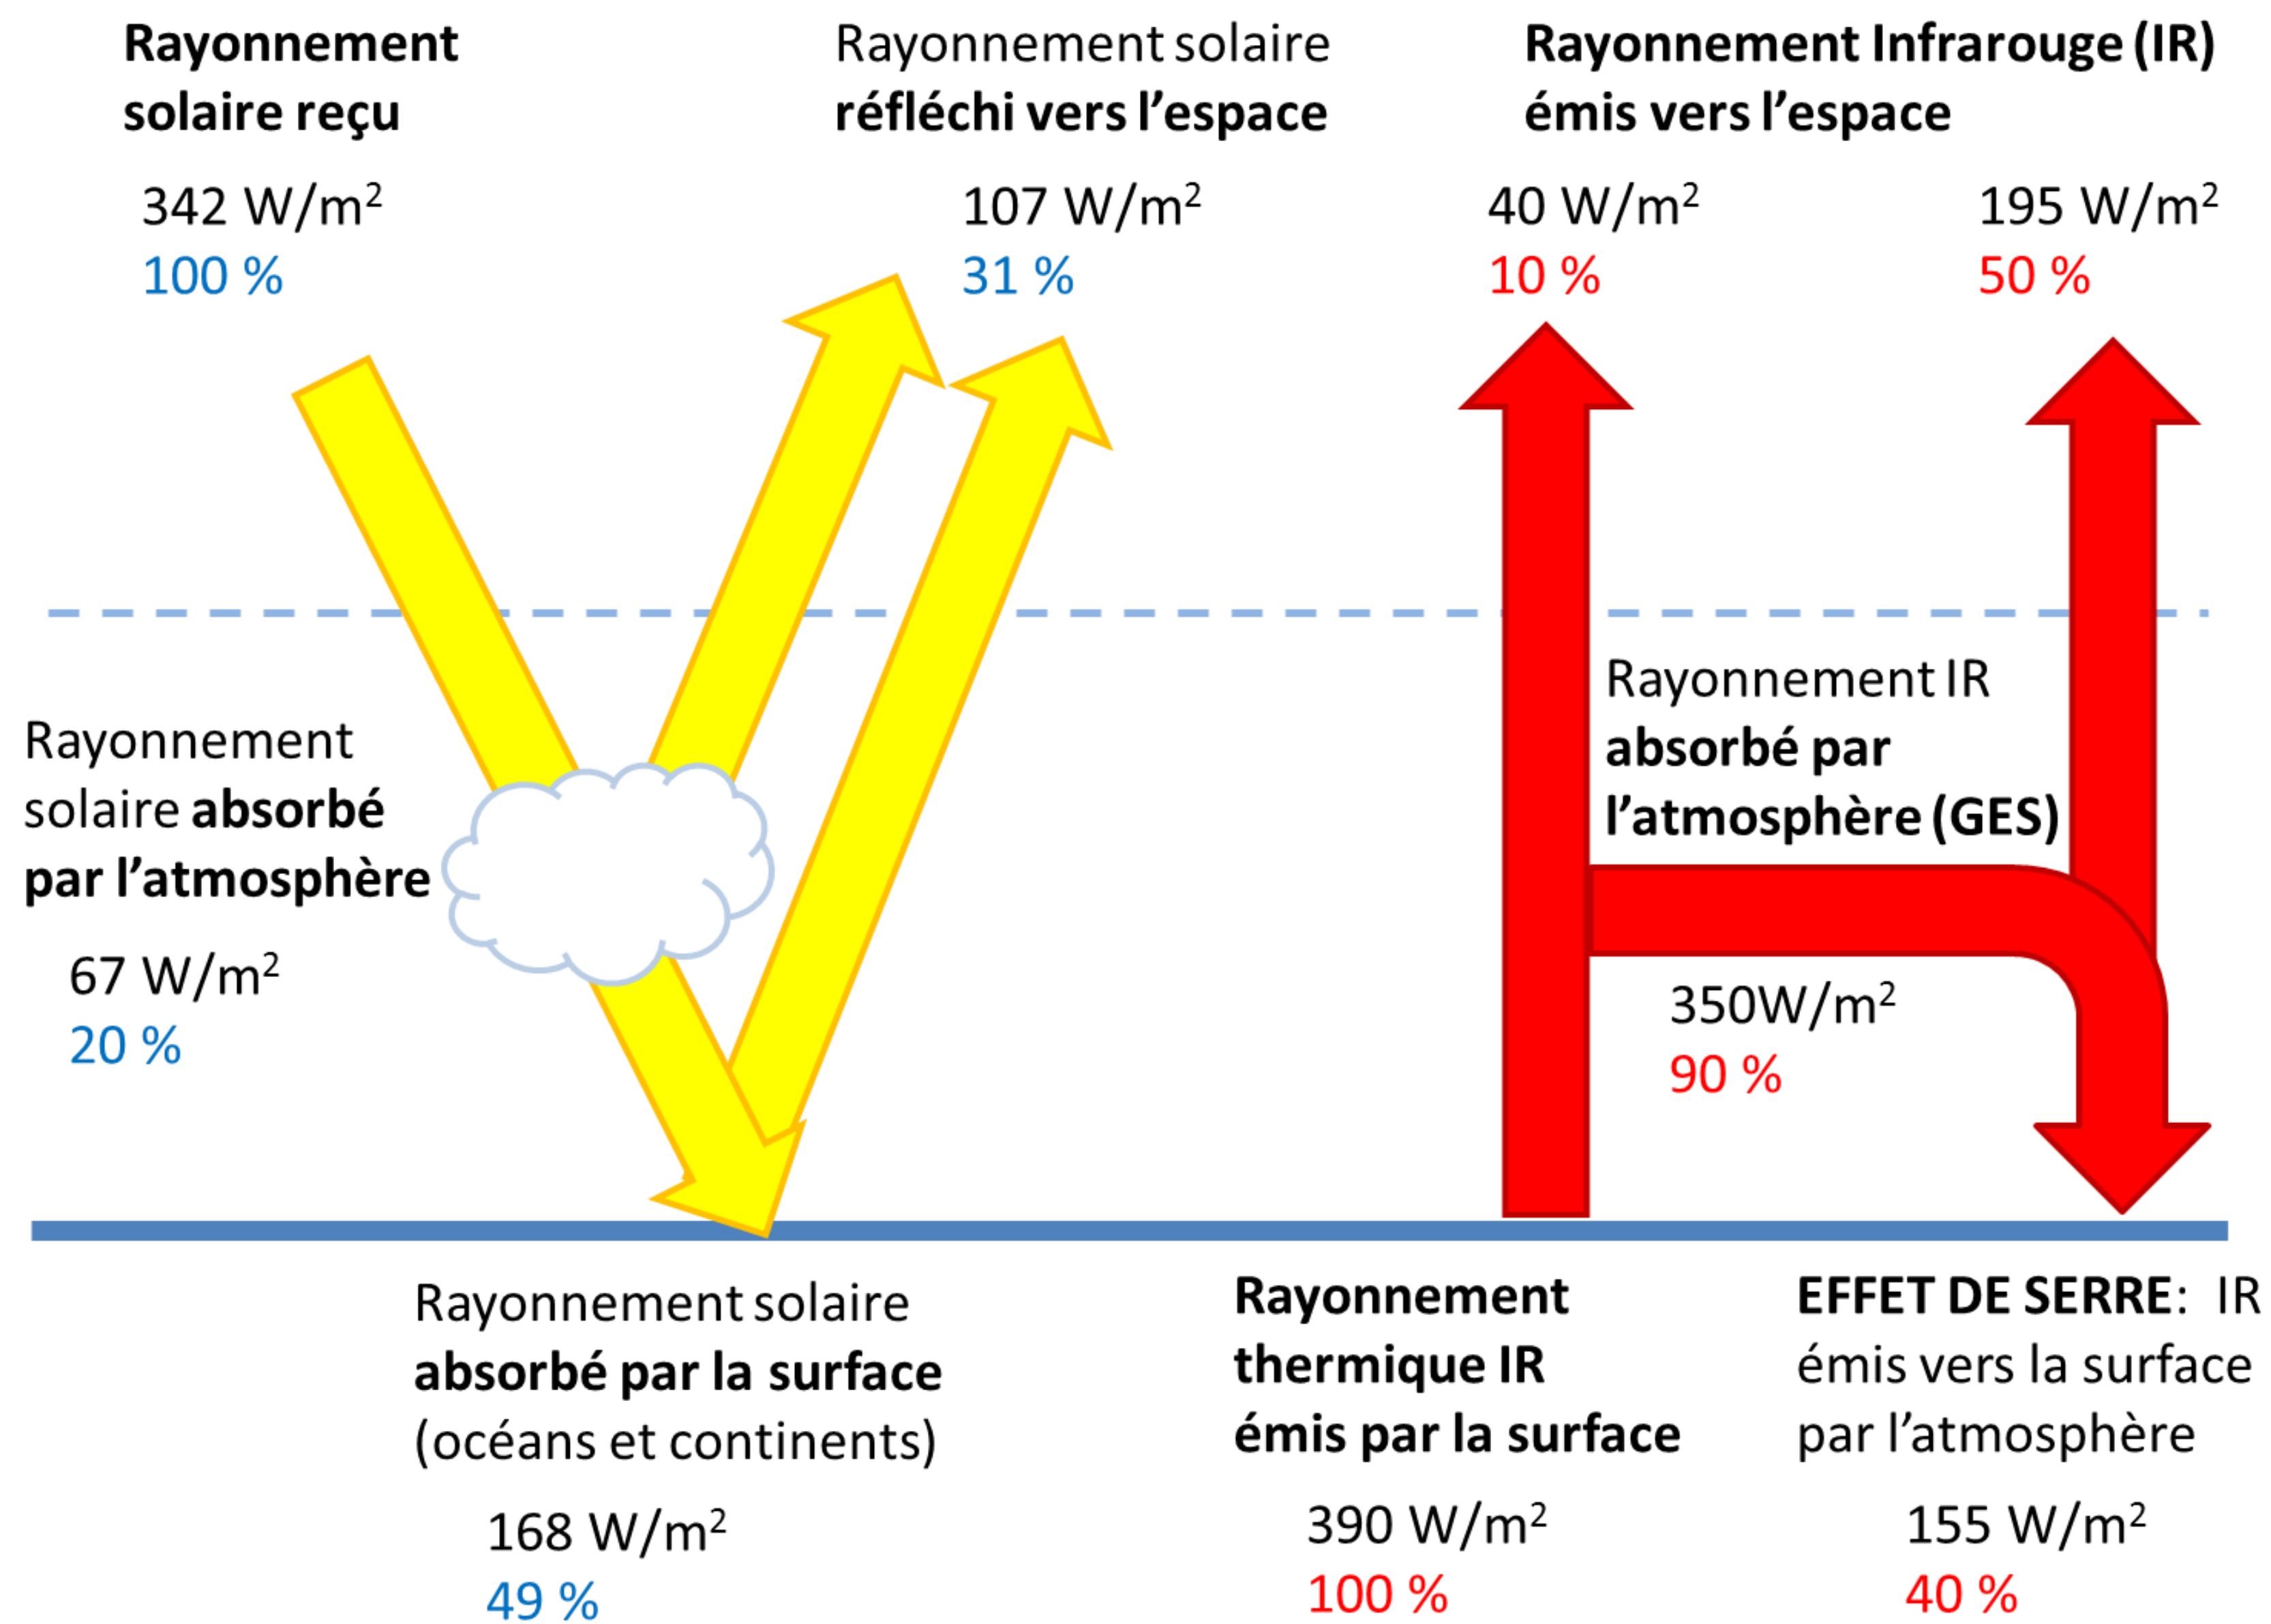 Rayonnement
solaire reçu
342 W/m²
100 %
Rayonnement solaire
réfléchi vers l’espace
107 W/m²
31 %
Rayonnement Infrarouge (IR)
émis vers l’espace
40 W/m²
10 %
195 W/m²
50 %
Rayonnement
solaire absorbé
par l’atmosphère
67 W/m²
20 %
Rayonnement IR
absorbé par
l’atmosphère (GES)
350W/m²
90 %
Rayonnement solaire
absorbé par la surface
(océans et continents)
168 W/m²
49 %
Rayonnement
thermique IR
émis par la surface
390 W/m²
100 %
EFFET DE SERRE: IR
émis vers la surface
par l’atmosphère
155 W/m²
40 %